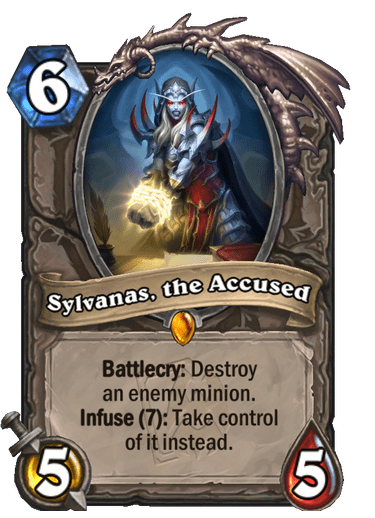 6
Sylvanas, the Accused
Battlecry: Destroy
an enemy minion.
Infuse (7): Take control
of it instead.
5
5